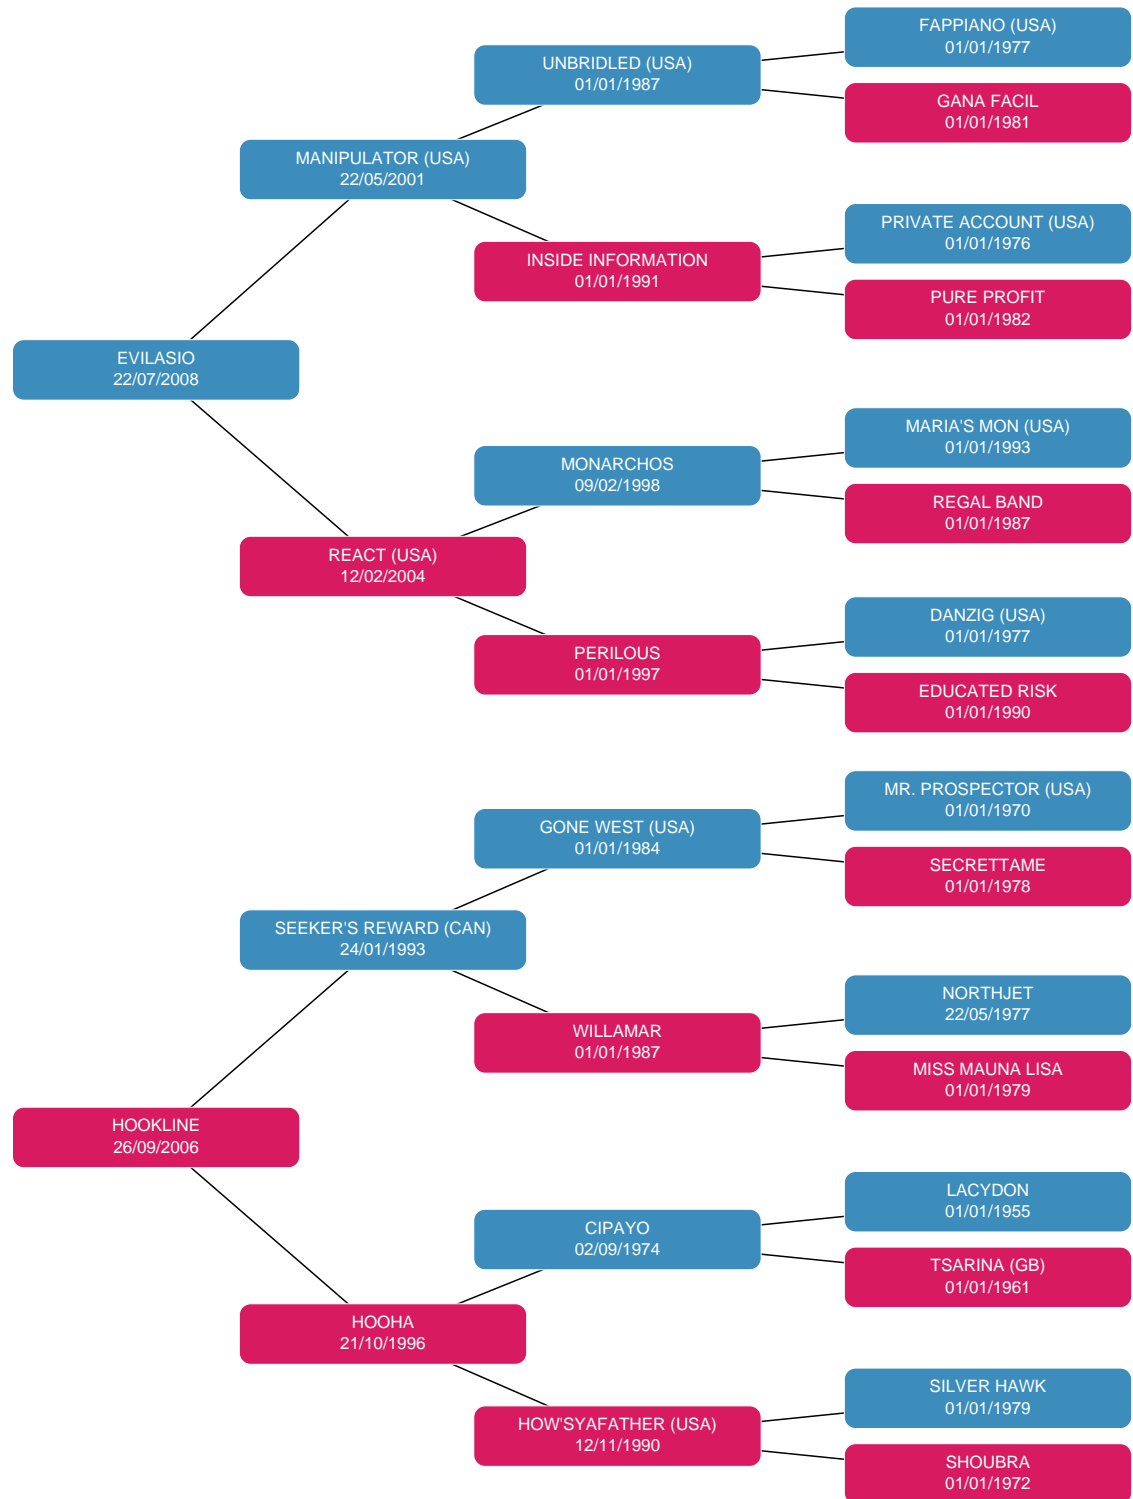 FAPPIANO (USA)
01/01/1977
UNBRIDLED (USA)
01/01/1987
GANA FACIL
01/01/1981
MANIPULATOR (USA)
22/05/2001
PRIVATE ACCOUNT (USA)
01/01/1976
INSIDE INFORMATION
01/01/1991
PURE PROFIT
01/01/1982
EVILASIO
22/07/2008
MARIA'S MON (USA)
01/01/1993
MONARCHOS
09/02/1998
REGAL BAND
01/01/1987
REACT (USA)
12/02/2004
DANZIG (USA)
01/01/1977
PERILOUS
01/01/1997
EDUCATED RISK
01/01/1990
MR. PROSPECTOR (USA)
01/01/1970
GONE WEST (USA)
01/01/1984
SECRETTAME
01/01/1978
SEEKER'S REWARD (CAN)
24/01/1993
NORTHJET
22/05/1977
WILLAMAR
01/01/1987
MISS MAUNA LISA
01/01/1979
HOOKLINE
26/09/2006
LACYDON
01/01/1955
CIPAYO
02/09/1974
TSARINA (GB)
01/01/1961
HOOHA
21/10/1996
SILVER HAWK
01/01/1979
HOW'SYAFATHER (USA)
12/11/1990
SHOUBRA
01/01/1972